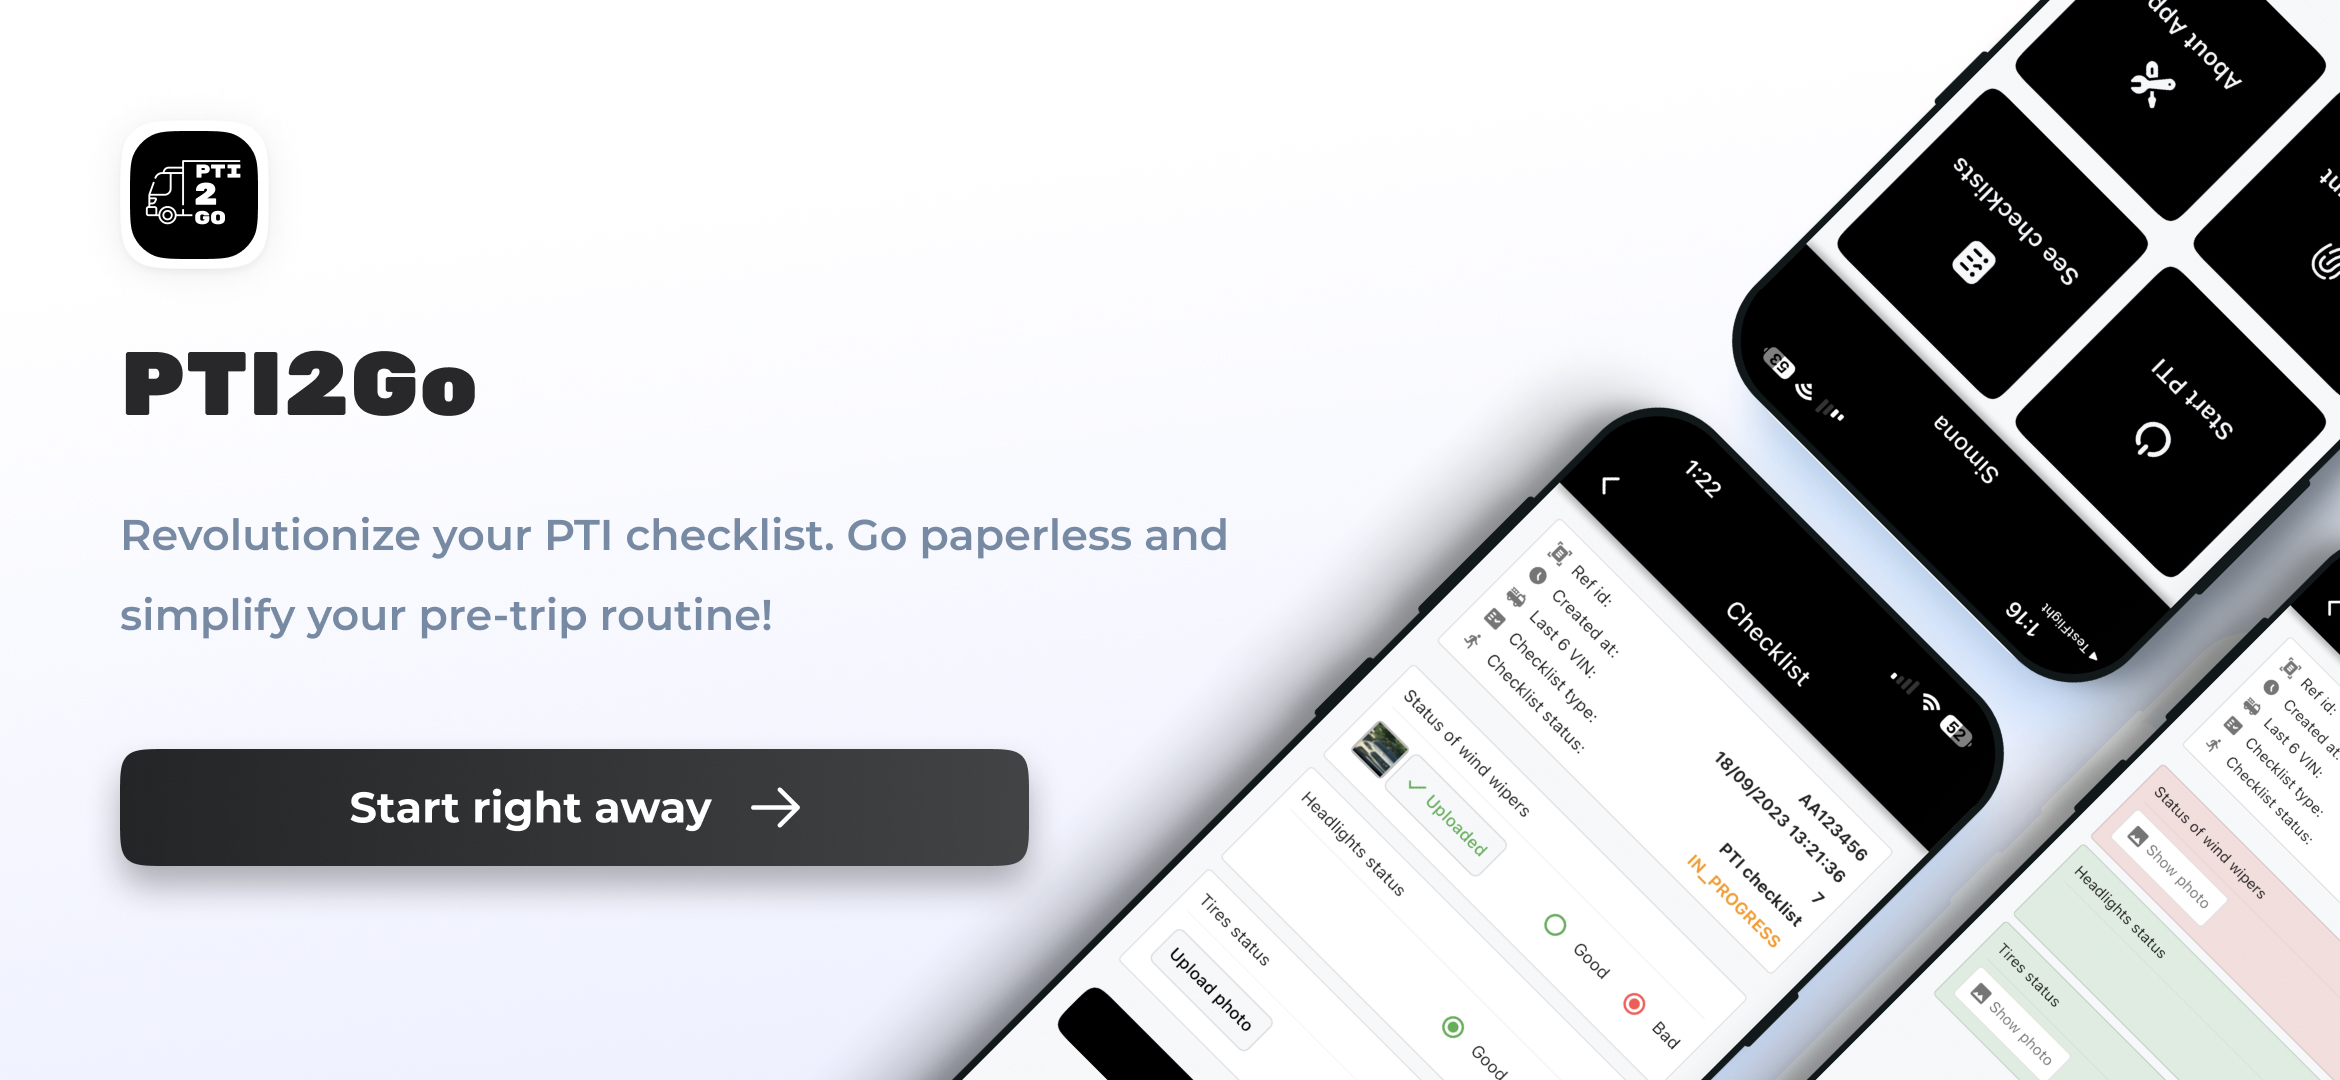 PTI
2
GO
PTI2Go
Revolutionize your PTI checklist. Go paperless and
simplify your pre-trip routine!
Start right away
About App
See checklists
Start PTI
Simona
53
1:16
TestFlight
1:22
52
Checklist
Ref id: AA123456
Created at: 18/09/2023 13:21:36
Last 6 VIN: 7
Checklist type: PTI checklist
Checklist status: IN_PROGRESS
Status of wind wipers
Uploaded
Good
Bad
Headlights status
Good
Tires status
Upload photo
Ref id:
Created at:
Last 6 VIN:
Checklist type:
Checklist status:
Status of wind wipers
Show photo
Headlights status
Tires status
Show photo